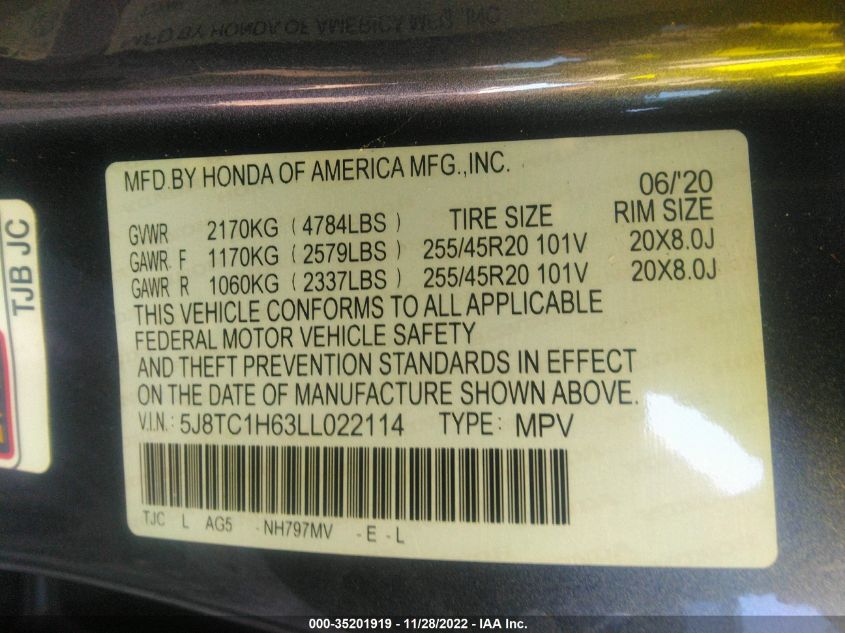 MFD.BY HONDA OF AMERICA MFG.,INC.
06/'20
GVWR 2170KG (4784LBS) TIRE SIZE RIM SIZE
GAWR F 1170KG (2579LBS) 255/45R20 101V 20X8.0J
GAWR R 1060KG (2337LBS) 255/45R20 101V 20X8.0J
THIS VEHICLE CONFORMS TO ALL APPLICABLE
FEDERAL MOTOR VEHICLE SAFETY
AND THEFT PREVENTION STANDARDS IN EFFECT
ON THE DATE OF MANUFACTURE SHOWN ABOVE.
V.I.N.: 5J8TC1H63LL022114 TYPE: MPV
TJC L AG5 -NH797MV -E-L
TJB JC
000-35201919 - 11/28/2022 - IAA Inc.